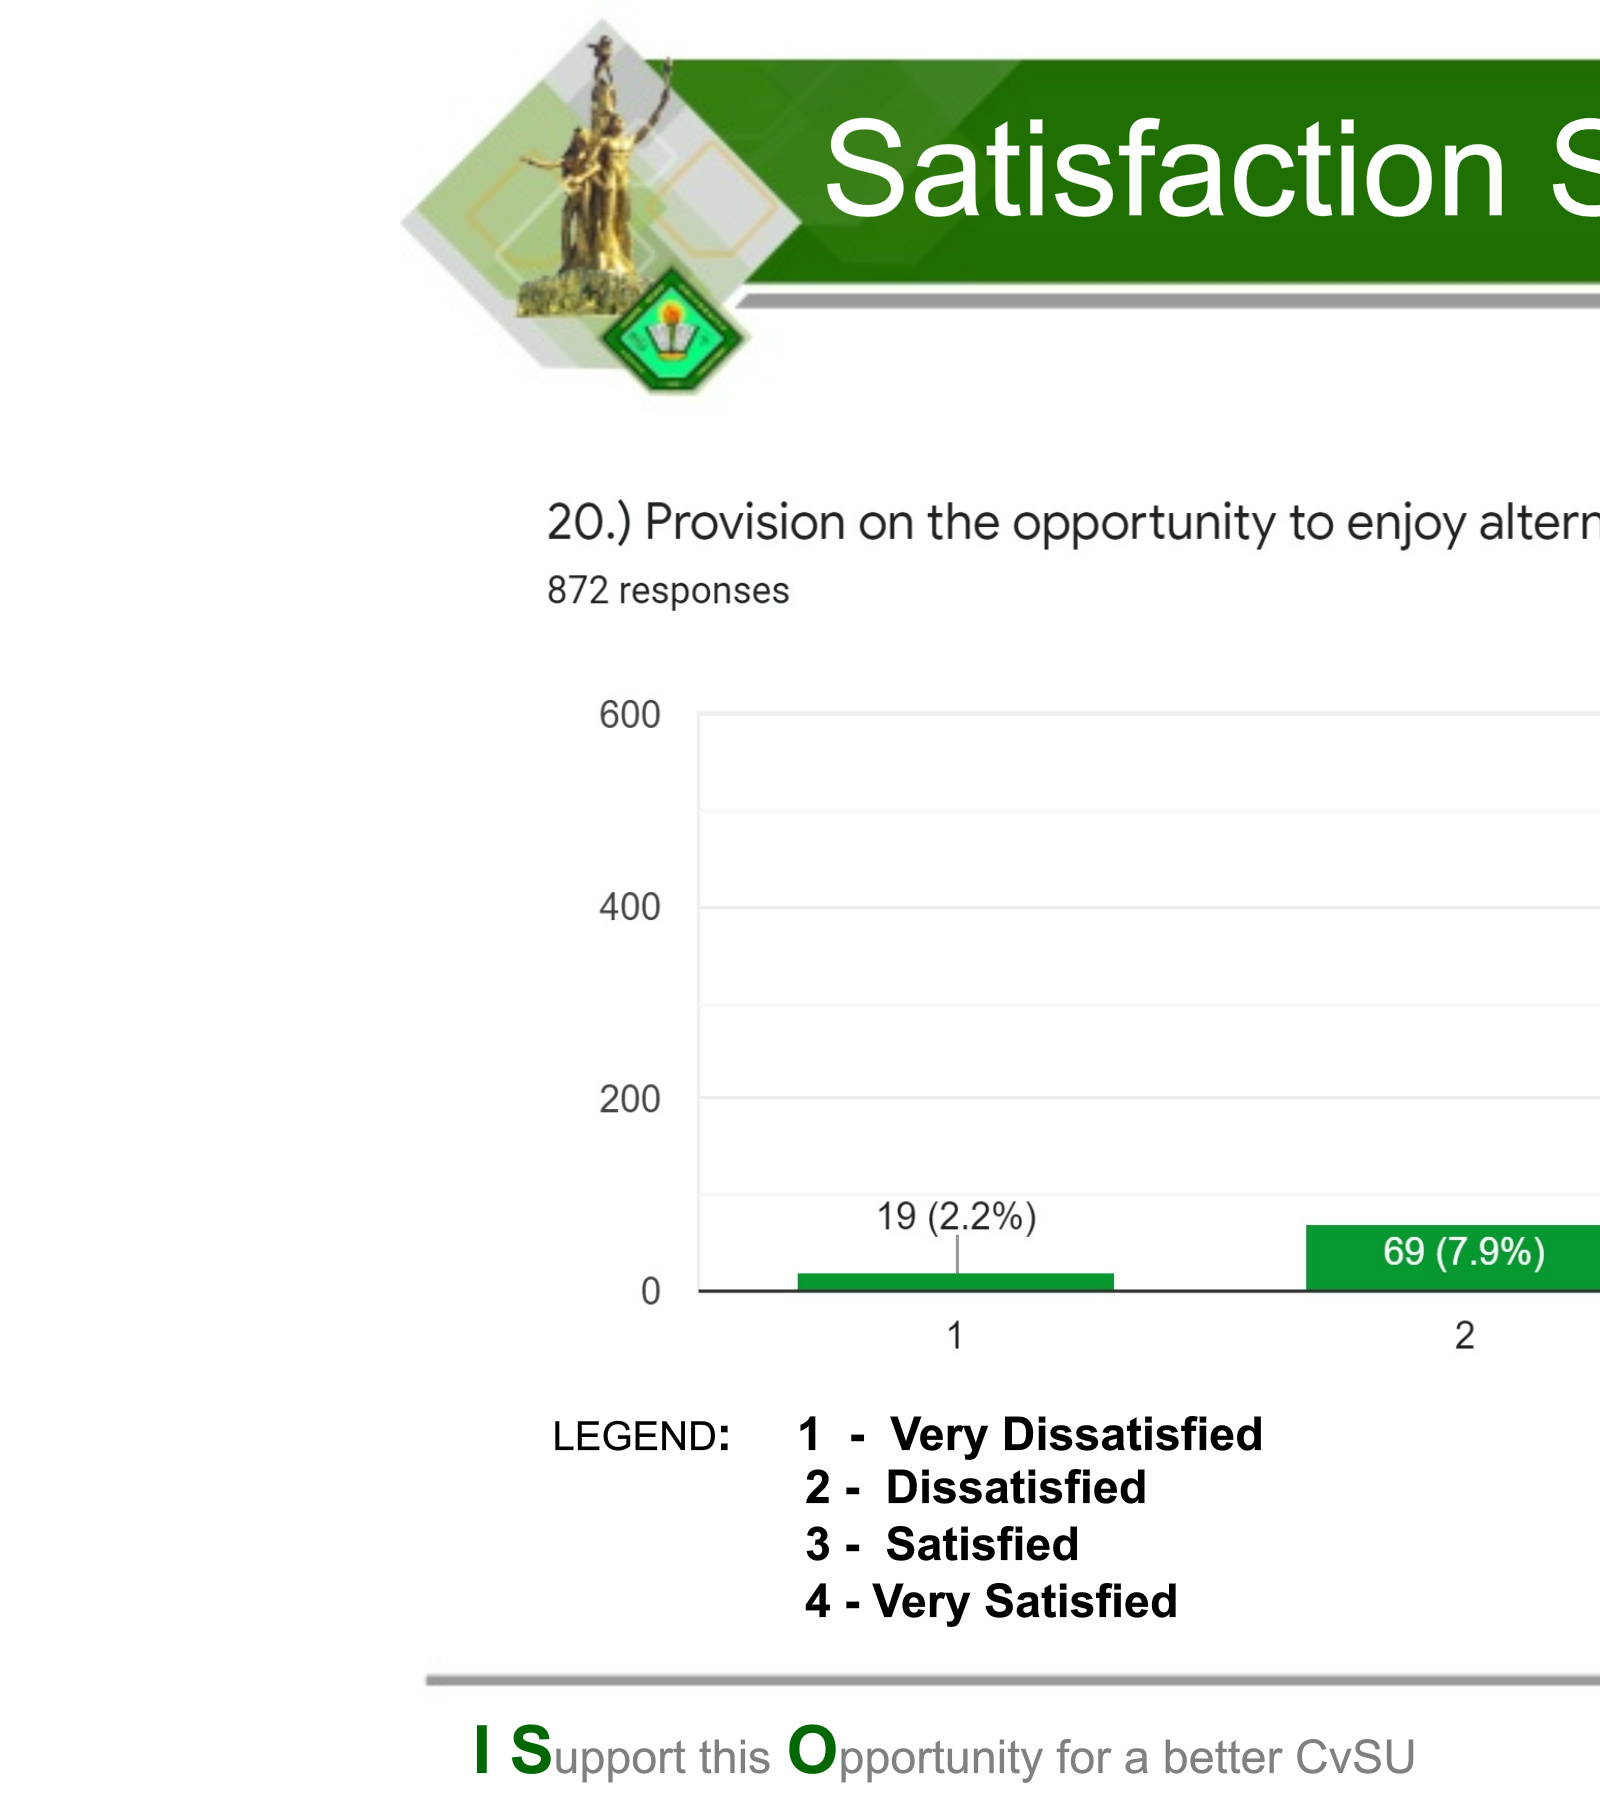 Satisfaction S
20.) Provision on the opportunity to enjoy altern
872 responses
600
400
200
0
19 (2.2%)
69 (7.9%)
1
2
LEGEND: 1 - Very Dissatisfied
2 - Dissatisfied
3 - Satisfied
4 - Very Satisfied
I Support this Opportunity for a better CvSU